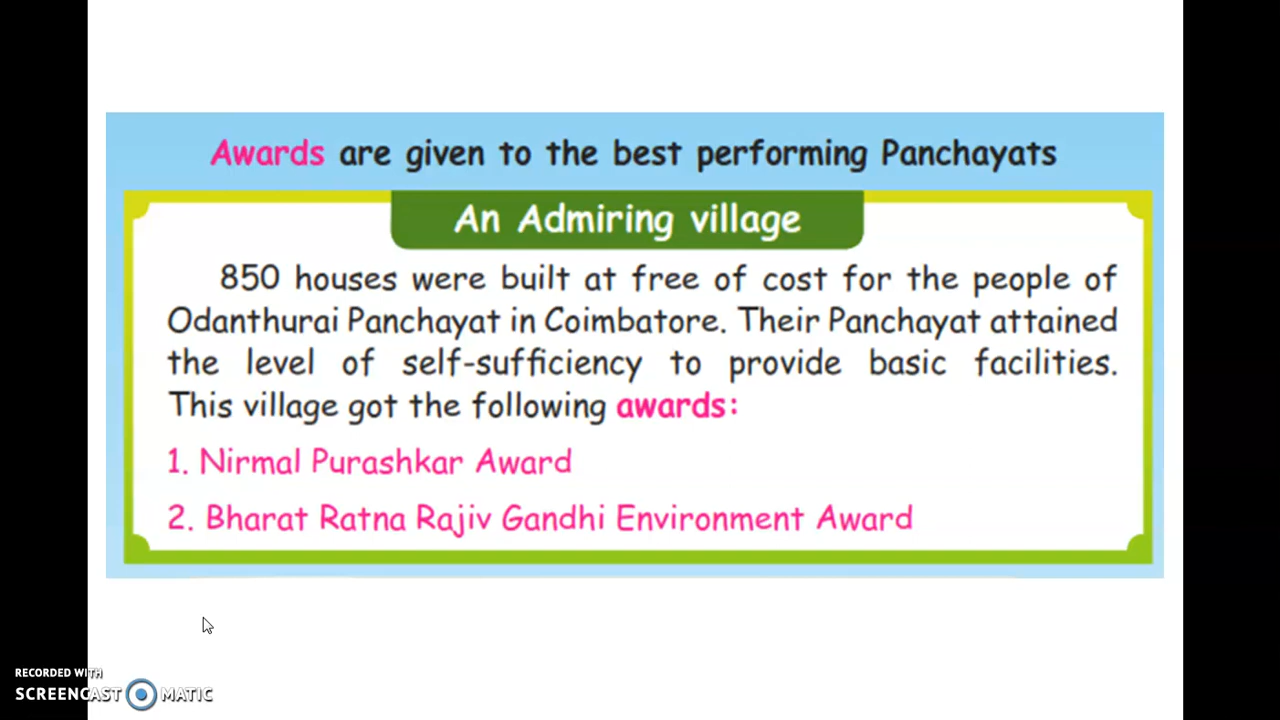 Awards are given to the best performing Panchayats
An Admiring village
850 houses were built at free of cost for the people of
Odanthurai Panchayat in Coimbatore. Their Panchayat attained
the level of self-sufficiency to provide basic facilities.
This village got the following awards:
1. Nirmal Purashkar Award
2. Bharat Ratna Rajiv Gandhi Environment Award
RECORDED WITH
SCREENCAST MATIC